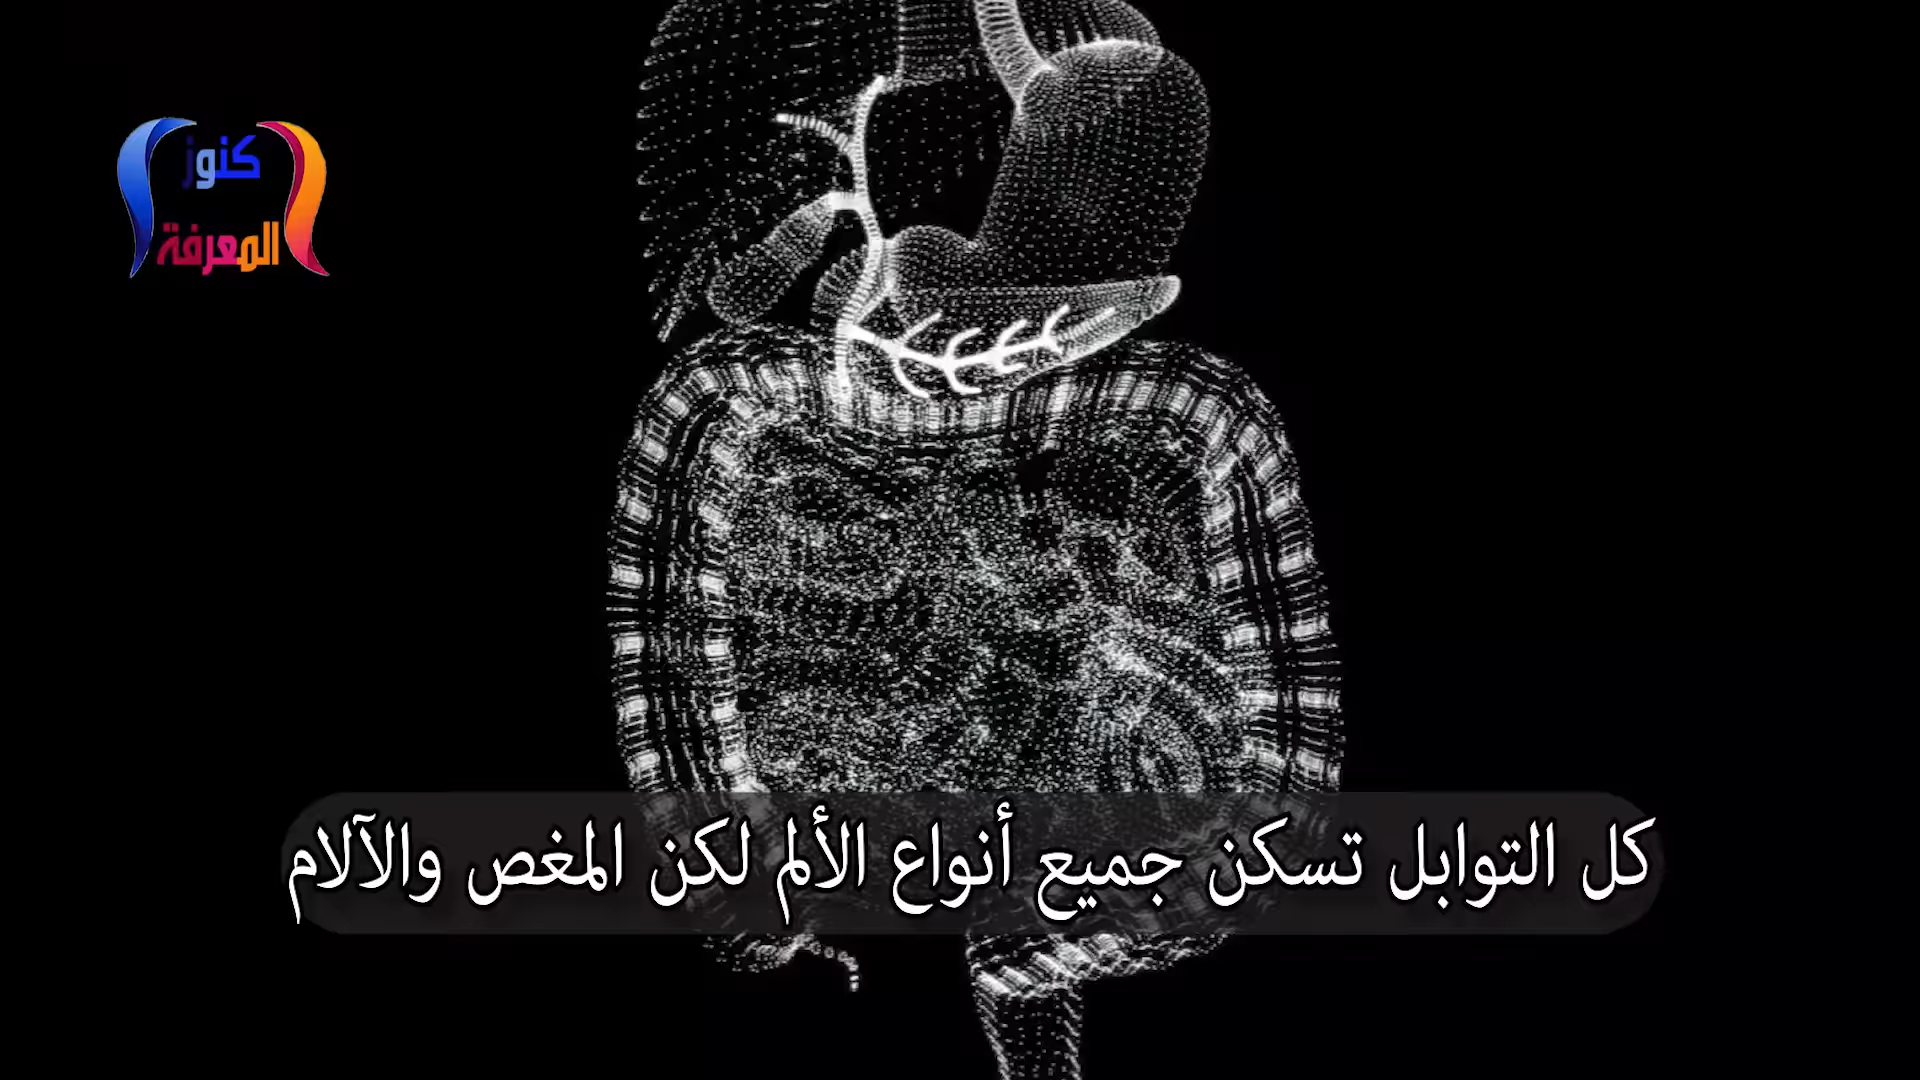 كنوز
المعرفة
كل التوابل تسكن جميع أنواع الألم لكن المغص والآلام